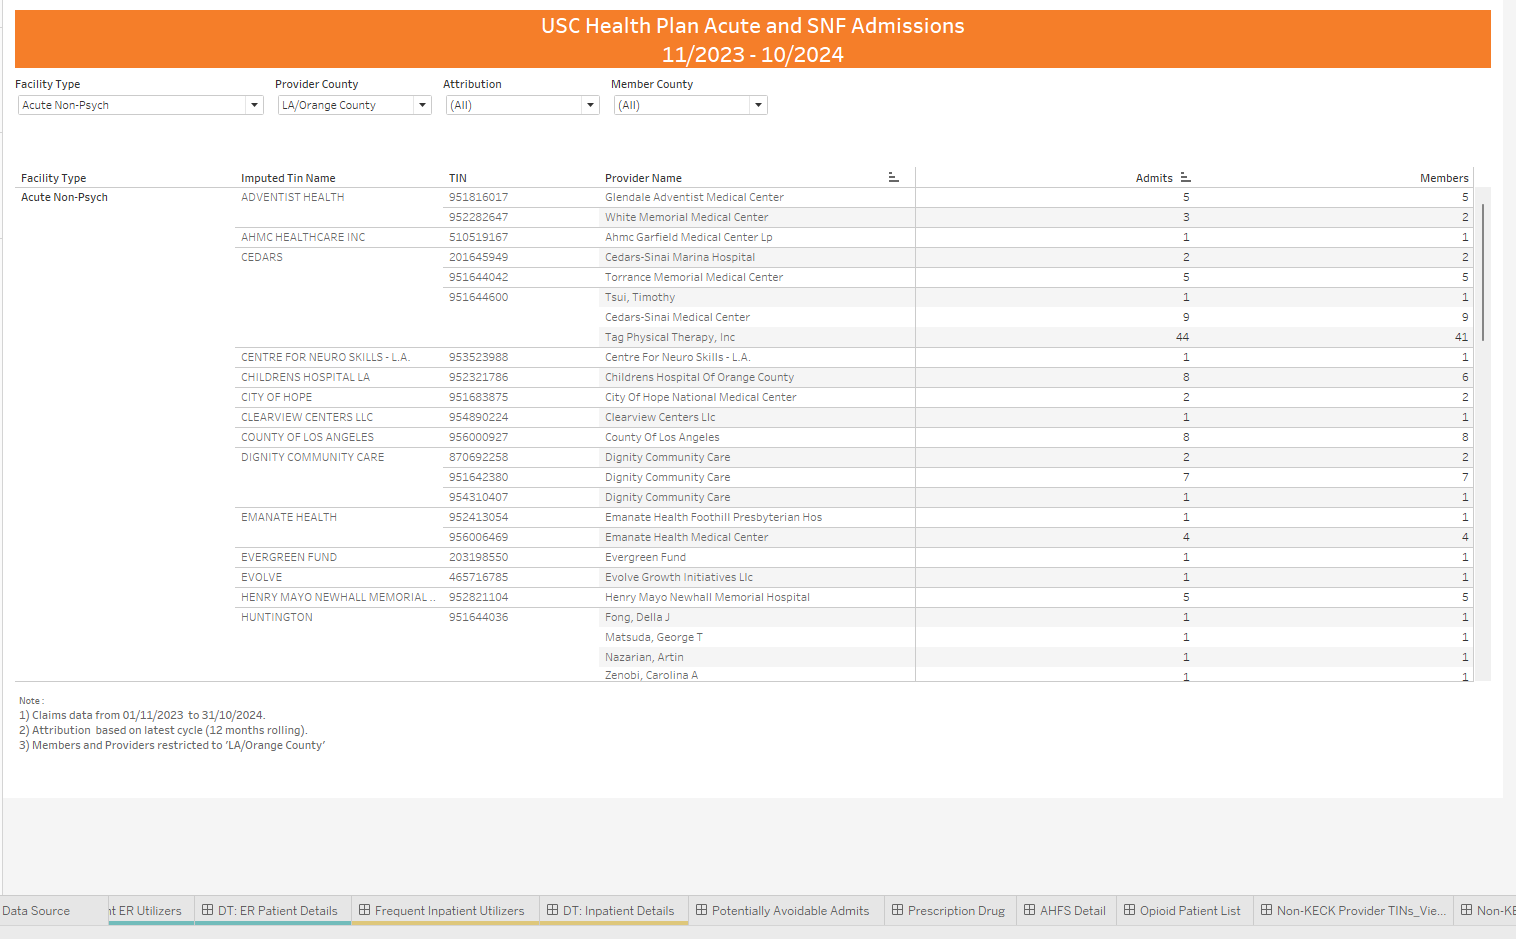 USC Health Plan Acute and SNF Admissions
11/2023 - 10/2024
Facility Type Provider County Attribution Member County
Acute Non-Psych LA/Orange County (All) (All)
Facility Type Imputed Tin Name TIN Provider Name Admits Members
Acute Non-Psych ADVENTIST HEALTH 951816017 Glendale Adventist Medical Center 5 5
952282647 White Memorial Medical Center 3 2
AHMC HEALTHCARE INC 510519167 Ahmc Garfield Medical Center Lp 1 1
CEDARS 201645949 Cedars-Sinai Marina Hospital 2 2
951644042 Torrance Memorial Medical Center 5 5
951644600 Tsui, Timothy 1 1
Cedars-Sinai Medical Center 9 9
Tag Physical Therapy, Inc 44 41
CENTRE FOR NEURO SKILLS - L.A. 953523988 Centre For Neuro Skills - L.A. 1 1
CHILDRENS HOSPITAL LA 952321786 Childrens Hospital Of Orange County 8 6
CITY OF HOPE 951683875 City Of Hope National Medical Center 2 2
CLEARVIEW CENTERS LLC 954890224 Clearview Centers Llc 1 1
COUNTY OF LOS ANGELES 956000927 County Of Los Angeles 8 8
DIGNITY COMMUNITY CARE 870692258 Dignity Community Care 2 2
951642380 Dignity Community Care 7 7
954310407 Dignity Community Care 1 1
EMANATE HEALTH 952413054 Emanate Health Foothill Presbyterian Hos 1 1
956006469 Emanate Health Medical Center 4 4
EVERGREEN FUND 203198550 Evergreen Fund 1 1
EVOLVE 465716785 Evolve Growth Initiatives Llc 1 1
HENRY MAYO NEWHALL MEMORIAL .. 952821104 Henry Mayo Newhall Memorial Hospital 5 5
HUNTINGTON 951644036 Fong, Della J 1 1
Matsuda, George T 1 1
Nazarian, Artin 1 1
Zenobi, Carolina A 1 1
Note :
1) Claims data from 01/11/2023 to 31/10/2024.
2) Attribution based on latest cycle (12 months rolling).
3) Members and Providers restricted to 'LA/Orange County'
Data Source nt ER Utilizers DT: ER Patient Details Frequent Inpatient Utilizers DT: Inpatient Details Potentially Avoidable Admits Prescription Drug AHFS Detail Opioid Patient List Non-KECK Provider TINs_Vie... Non-KE